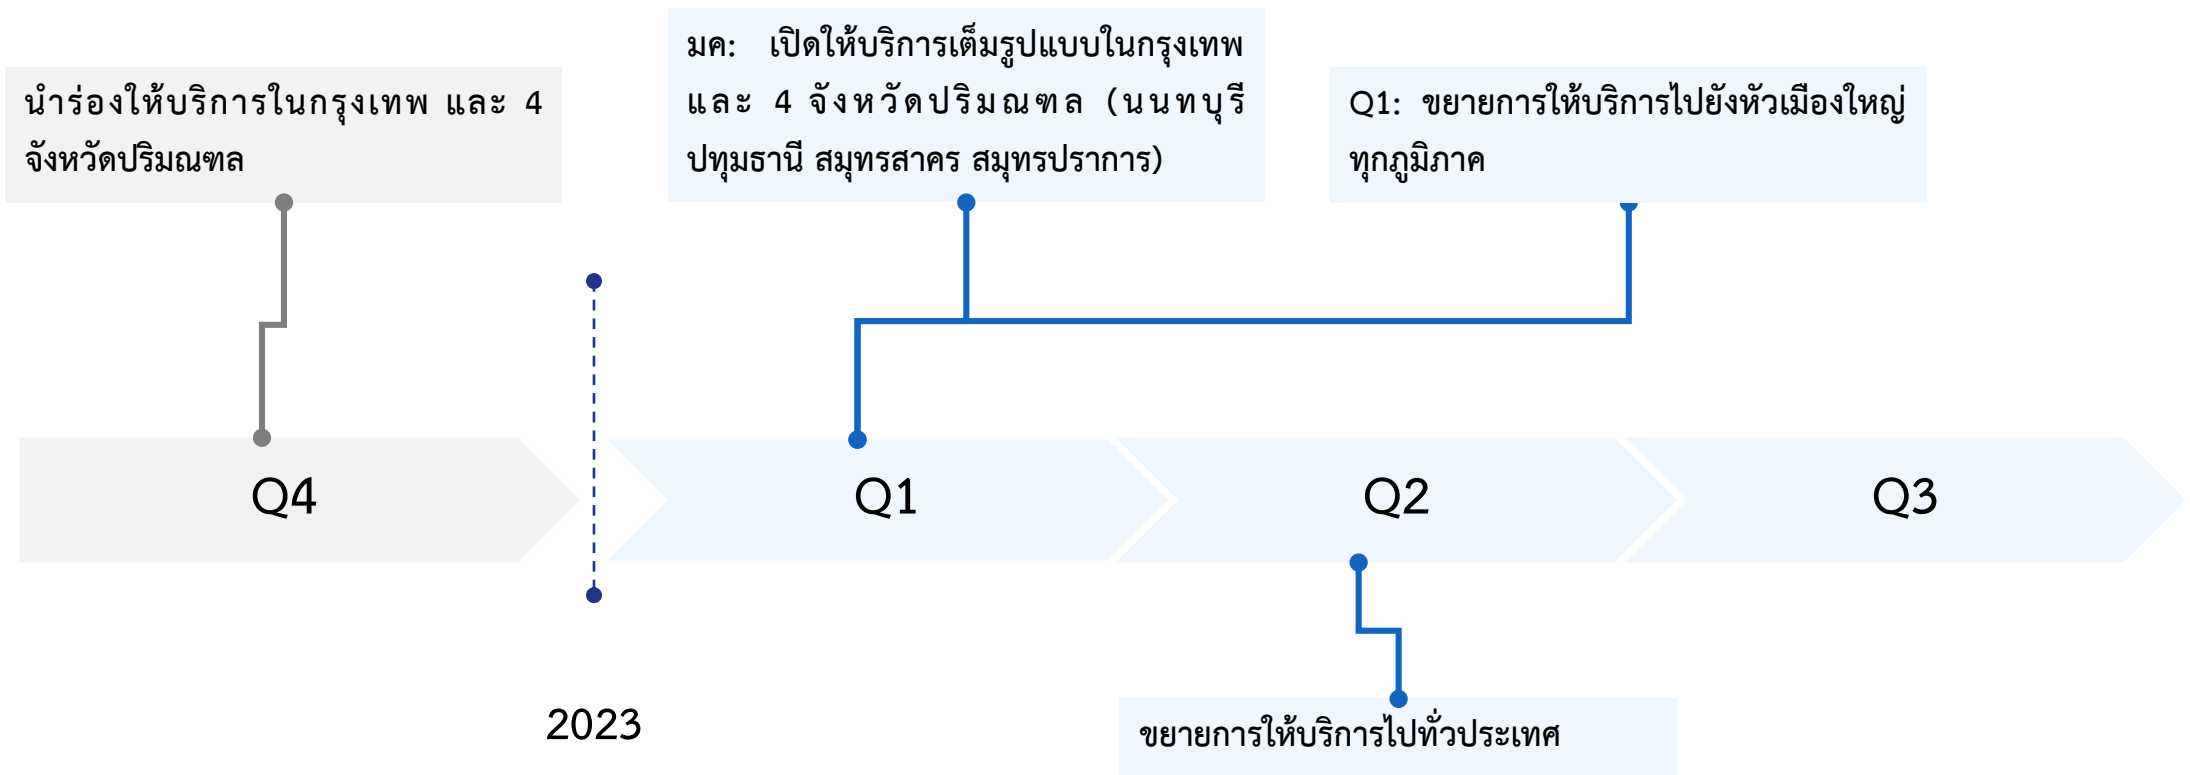 นำร่องให้บริการในกรุงเทพ และ 4
จังหวัดปริมณฑล
มค: เปิดให้บริการเต็มรูปแบบในกรุงเทพ
และ 4 จังหวัดปริมณฑล (นนทบุรี
ปทุมธานี สมุทรสาคร สมุทรปราการ)
Q1: ขยายการให้บริการไปยังหัวเมืองใหญ่
ทุกภูมิภาค
Q4
Q1
Q2
Q3
2023
ขยายการให้บริการไปทั่วประเทศ